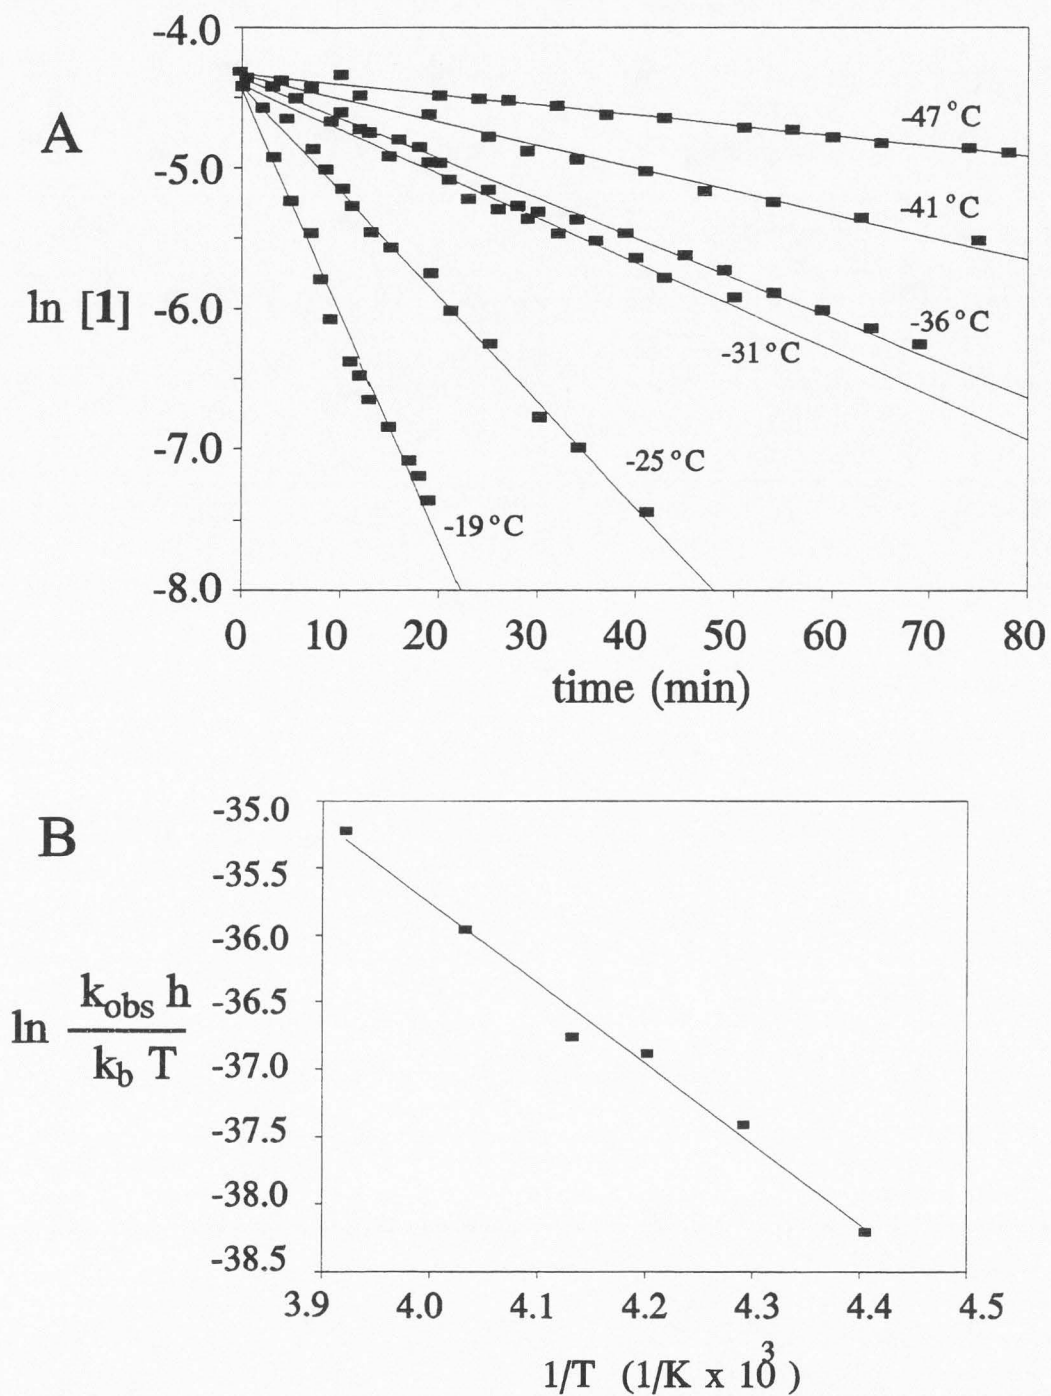 A
-4.0
-5.0
ln [1]
-6.0
-7.0
-8.0
-47°C
-41°C
-36°C
-31°C
-25°C
-19°C
0 10 20 30 40 50 60 70 80
time (min)
B
-35.0
-35.5
-36.0
-36.5
-37.0
-37.5
-38.0
-38.5
ln k_obs h
k_b T
3.9 4.0 4.1 4.2 4.3 4.4 4.5
1/T (1/K x 10³)